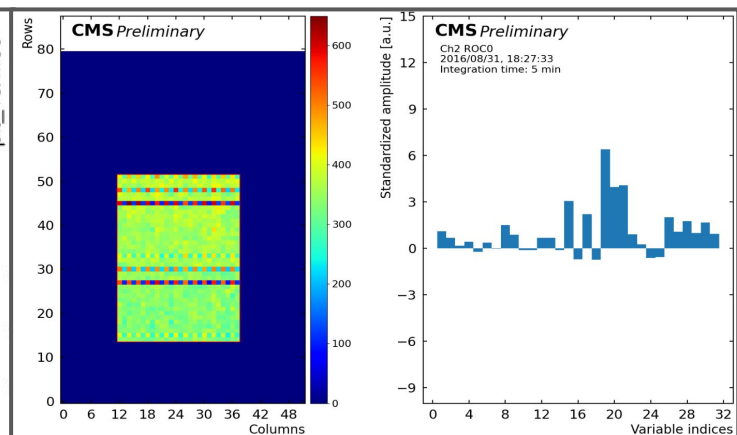 CMS Preliminary
Rows
80
70
60
50
40
30
20
10
0
0 6 12 18 24 30 36 42 48
Columns
600
500
400
300
200
100
0
CMS Preliminary
Ch2 ROC0
2016/08/31, 18:27:33
Integration time: 5 min
Standardized amplitude [a.u.]
15
12
9
6
3
0
−3
−6
−9
0 4 8 12 16 20 24 28 32
Variable indices